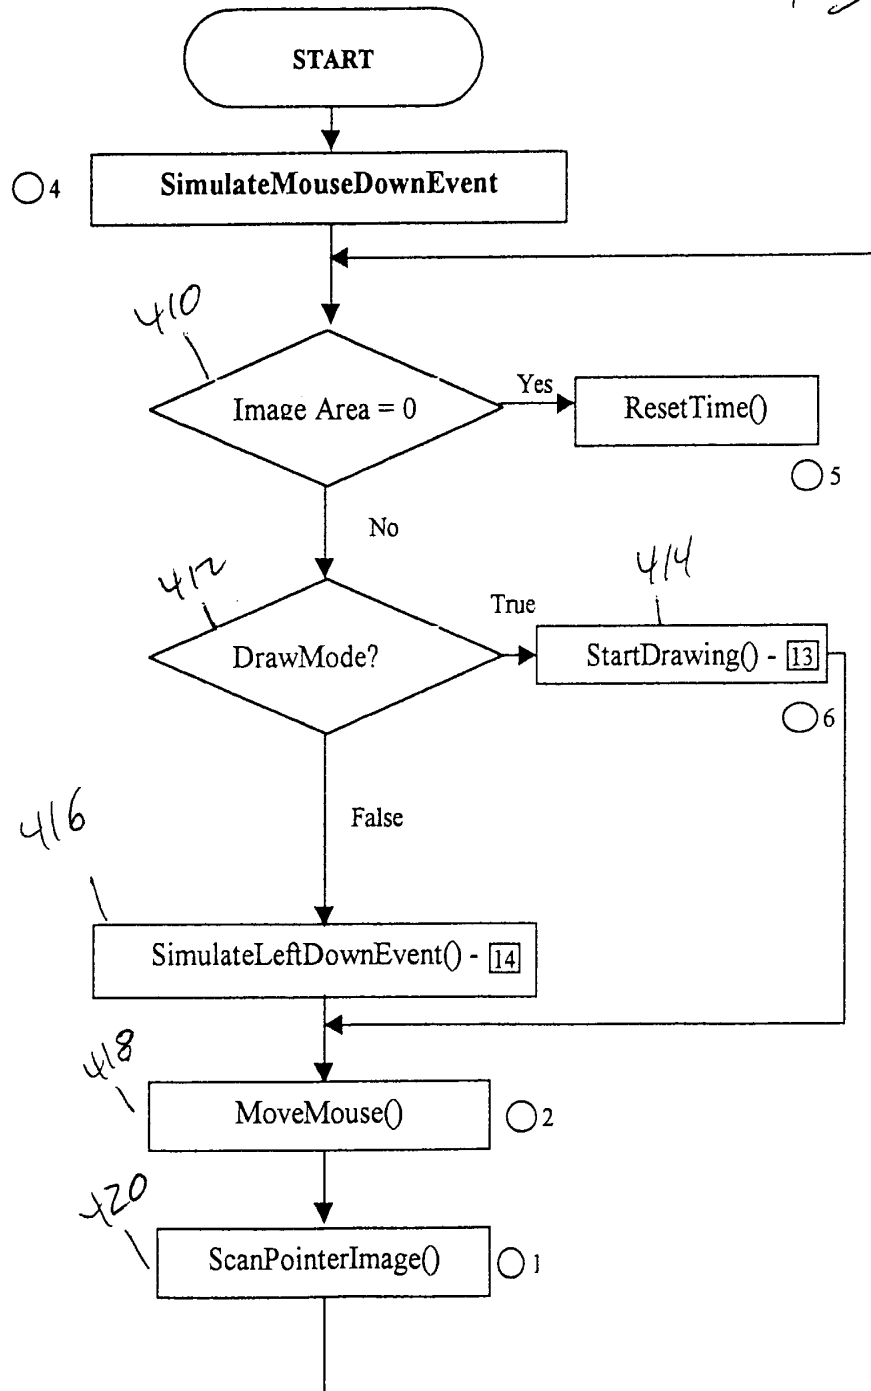 START
4
SimulateMouseDownEvent
410
Image Area = 0
Yes
ResetTime()
5
No
412
414
True
DrawMode?
StartDrawing() - 13
6
416
False
SimulateLeftDownEvent() - 14
418
MoveMouse()
2
420
ScanPointerImage()
1